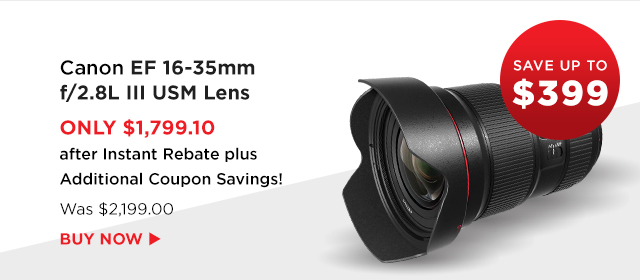 Canon EF 16-35mm
f/2.8L III USM Lens
ONLY $1,799.10
after Instant Rebate plus
Additional Coupon Savings!
Was $2,199.00
BUY NOW
SAVE UP TO
$399